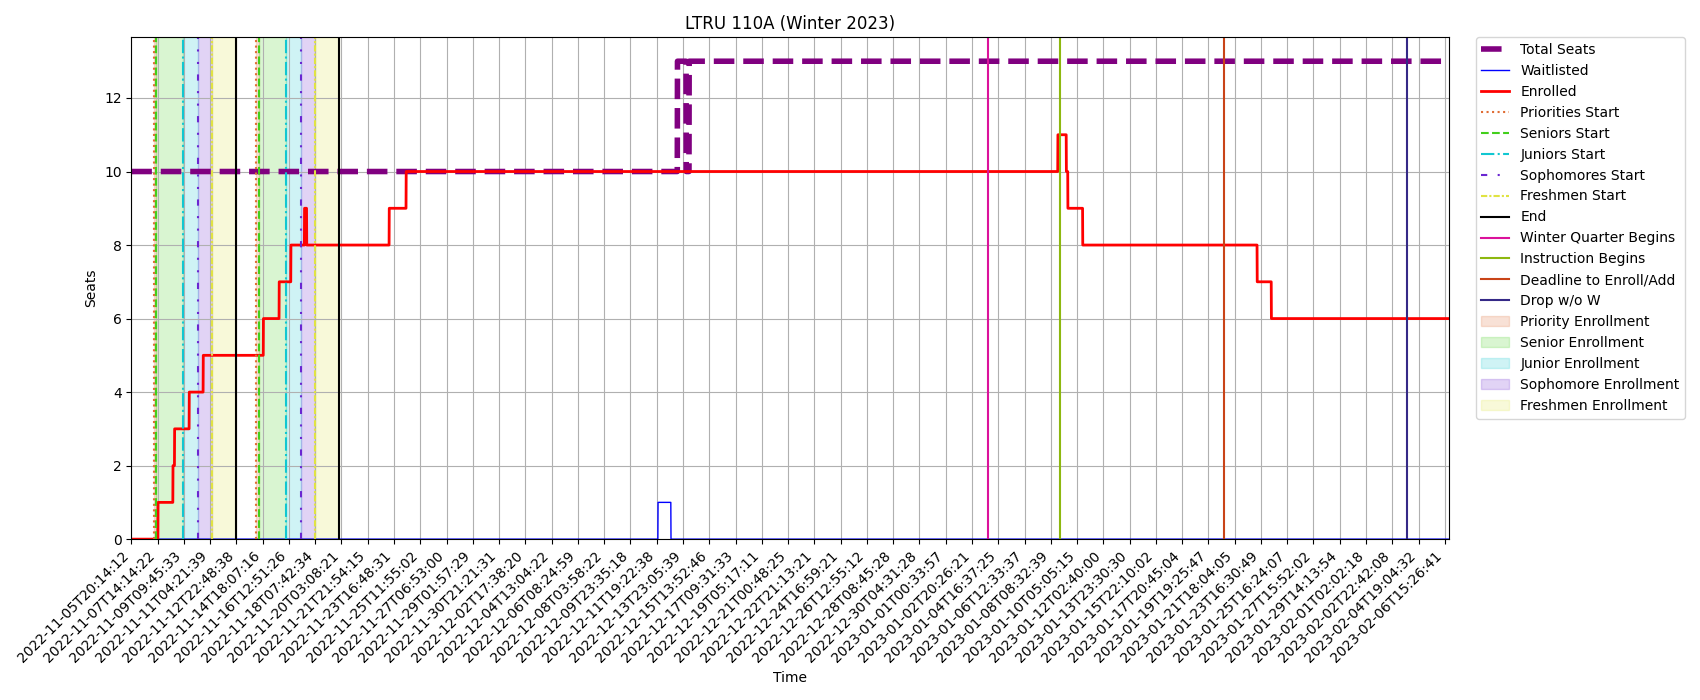 LTRU 110A (Winter 2023)
Seats
12
10
8
6
4
2
0
2022-11-05T20:14:12
2022-11-07T14:14:22
2022-11-09T09:45:33
2022-11-11T04:21:39
2022-11-12T22:48:38
2022-11-14T18:07:16
2022-11-16T12:51:26
2022-11-18T07:42:34
2022-11-20T03:08:21
2022-11-21T21:54:15
2022-11-23T16:48:31
2022-11-25T11:55:02
2022-11-27T06:53:00
2022-11-29T01:57:29
2022-11-30T21:21:31
2022-12-02T17:38:20
2022-12-04T13:04:22
2022-12-06T08:24:59
2022-12-08T03:58:22
2022-12-09T23:35:18
2022-12-11T19:22:38
2022-12-13T23:05:39
2022-12-15T13:52:46
2022-12-17T09:31:33
2022-12-19T05:17:11
2022-12-21T00:48:25
2022-12-22T21:13:21
2022-12-24T16:59:21
2022-12-26T12:55:12
2022-12-28T08:45:28
2022-12-30T04:31:28
2023-01-01T00:33:57
2023-01-02T20:26:21
2023-01-04T16:37:25
2023-01-06T12:33:37
2023-01-08T08:32:39
2023-01-10T05:05:15
2023-01-12T02:40:00
2023-01-13T23:30:30
2023-01-15T22:10:02
2023-01-17T20:45:04
2023-01-19T19:25:47
2023-01-21T18:04:05
2023-01-23T16:30:49
2023-01-25T16:24:07
2023-01-27T15:52:02
2023-01-29T14:13:54
2023-02-01T02:02:18
2023-02-02T22:42:08
2023-02-04T19:04:32
2023-02-06T15:26:41
Time
Total Seats
Waitlisted
Enrolled
Priorities Start
Seniors Start
Juniors Start
Sophomores Start
Freshmen Start
End
Winter Quarter Begins
Instruction Begins
Deadline to Enroll/Add
Drop w/o W
Priority Enrollment
Senior Enrollment
Junior Enrollment
Sophomore Enrollment
Freshmen Enrollment